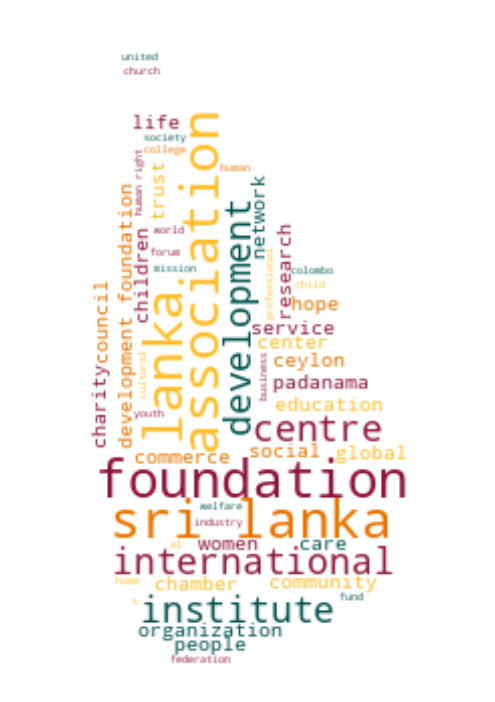 united
church
life
society
college
association
human
human right
trust
network
development foundation
children
world
forum
mission
lanka
development
professional
research
colombo
child
hope
council
service
center
ceylon
cultural
business
padanama
charity
youth
education
centre
commerce
social
global
foundation
welfare
sri lanka
industry
al
women
care
international
home
chamber
community
fund
institute
organization
people
federation